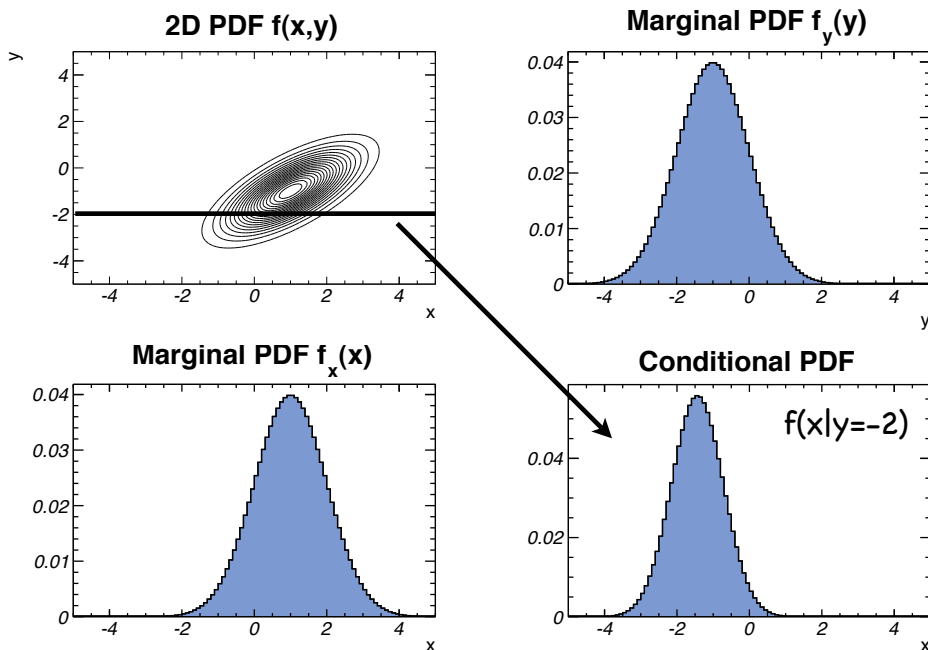 2D PDF f(x,y)
y
4
2
0
-2
-4
-4 -2 0 2 4
x
Marginal PDF f_y(y)
0.04
0.03
0.02
0.01
0
-4 -2 0 2 4
y
Marginal PDF f_x(x)
0.04
0.03
0.02
0.01
0
-4 -2 0 2 4
x
Conditional PDF
f(x|y=-2)
0.04
0.02
0
-4 -2 0 2 4
x